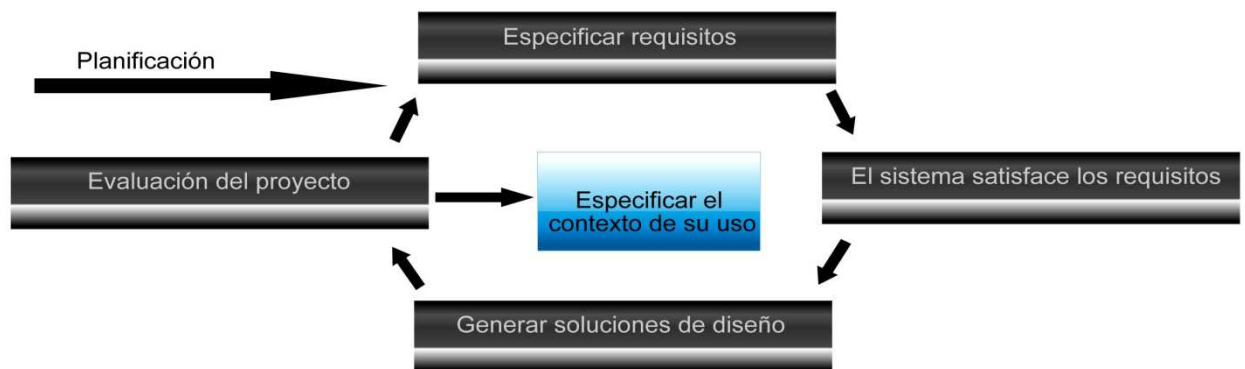 Especificar requisitos
Planificación
Evaluación del proyecto
Especificar el
contexto de su uso
El sistema satisface los requisitos
Generar soluciones de diseño